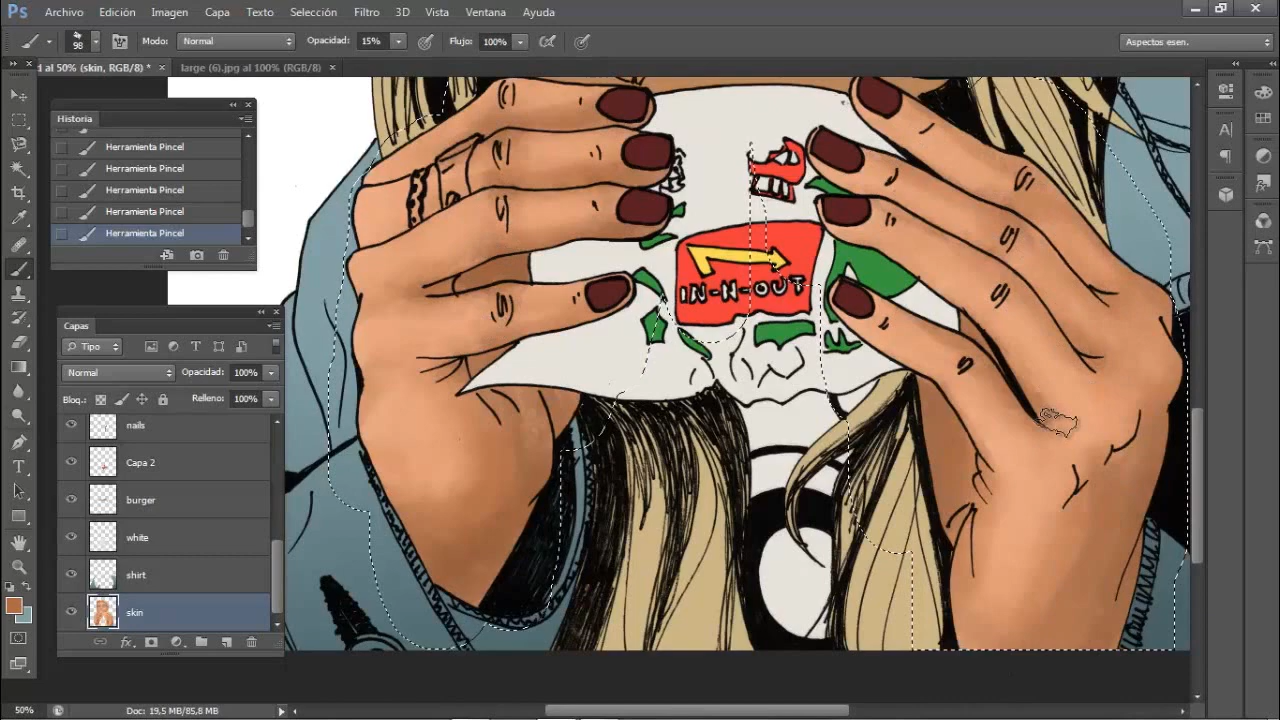 Ps Archivo Edición Imagen Capa Texto Selección Filtro 3D Vista Ventana Ayuda
98 Modo: Normal Opacidad: 15% Flujo: 100% Aspectos esen.
d al 50% (skin, RGB/8) * × large (6).jpg al 100% (RGB/8) ×
Historia
Herramienta Pincel
Herramienta Pincel
Herramienta Pincel
Herramienta Pincel
Herramienta Pincel
IN-N-OUT
Capas
Tipo
Normal Opacidad: 100%
Bloq.: Relleno: 100%
nails
Capa 2
burger
white
shirt
skin
50% Doc: 19,5 MB/85,8 MB